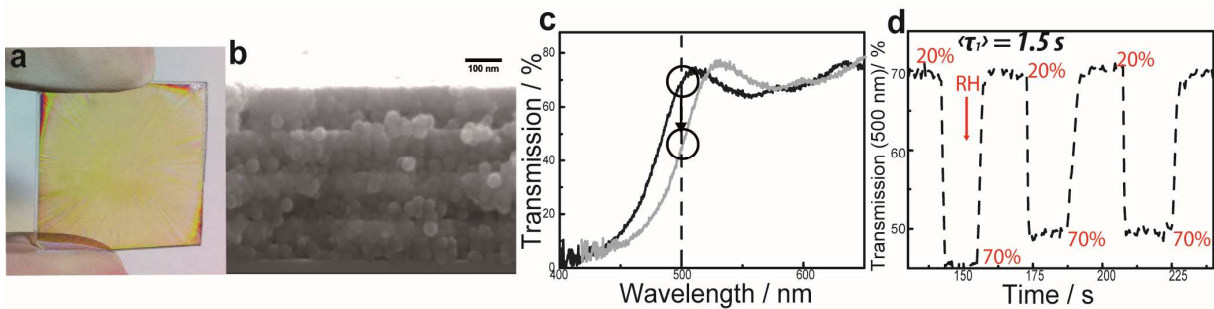 a
b
100 nm
c
Transmission / %
80
60
40
20
0
400
500
600
Wavelength / nm
d
⟨τ₁⟩ = 1.5 s
20%
20%
20%
RH
70%
70%
70%
Transmission (500 nm)/ %
70
60
50
150
175
200
225
Time / s